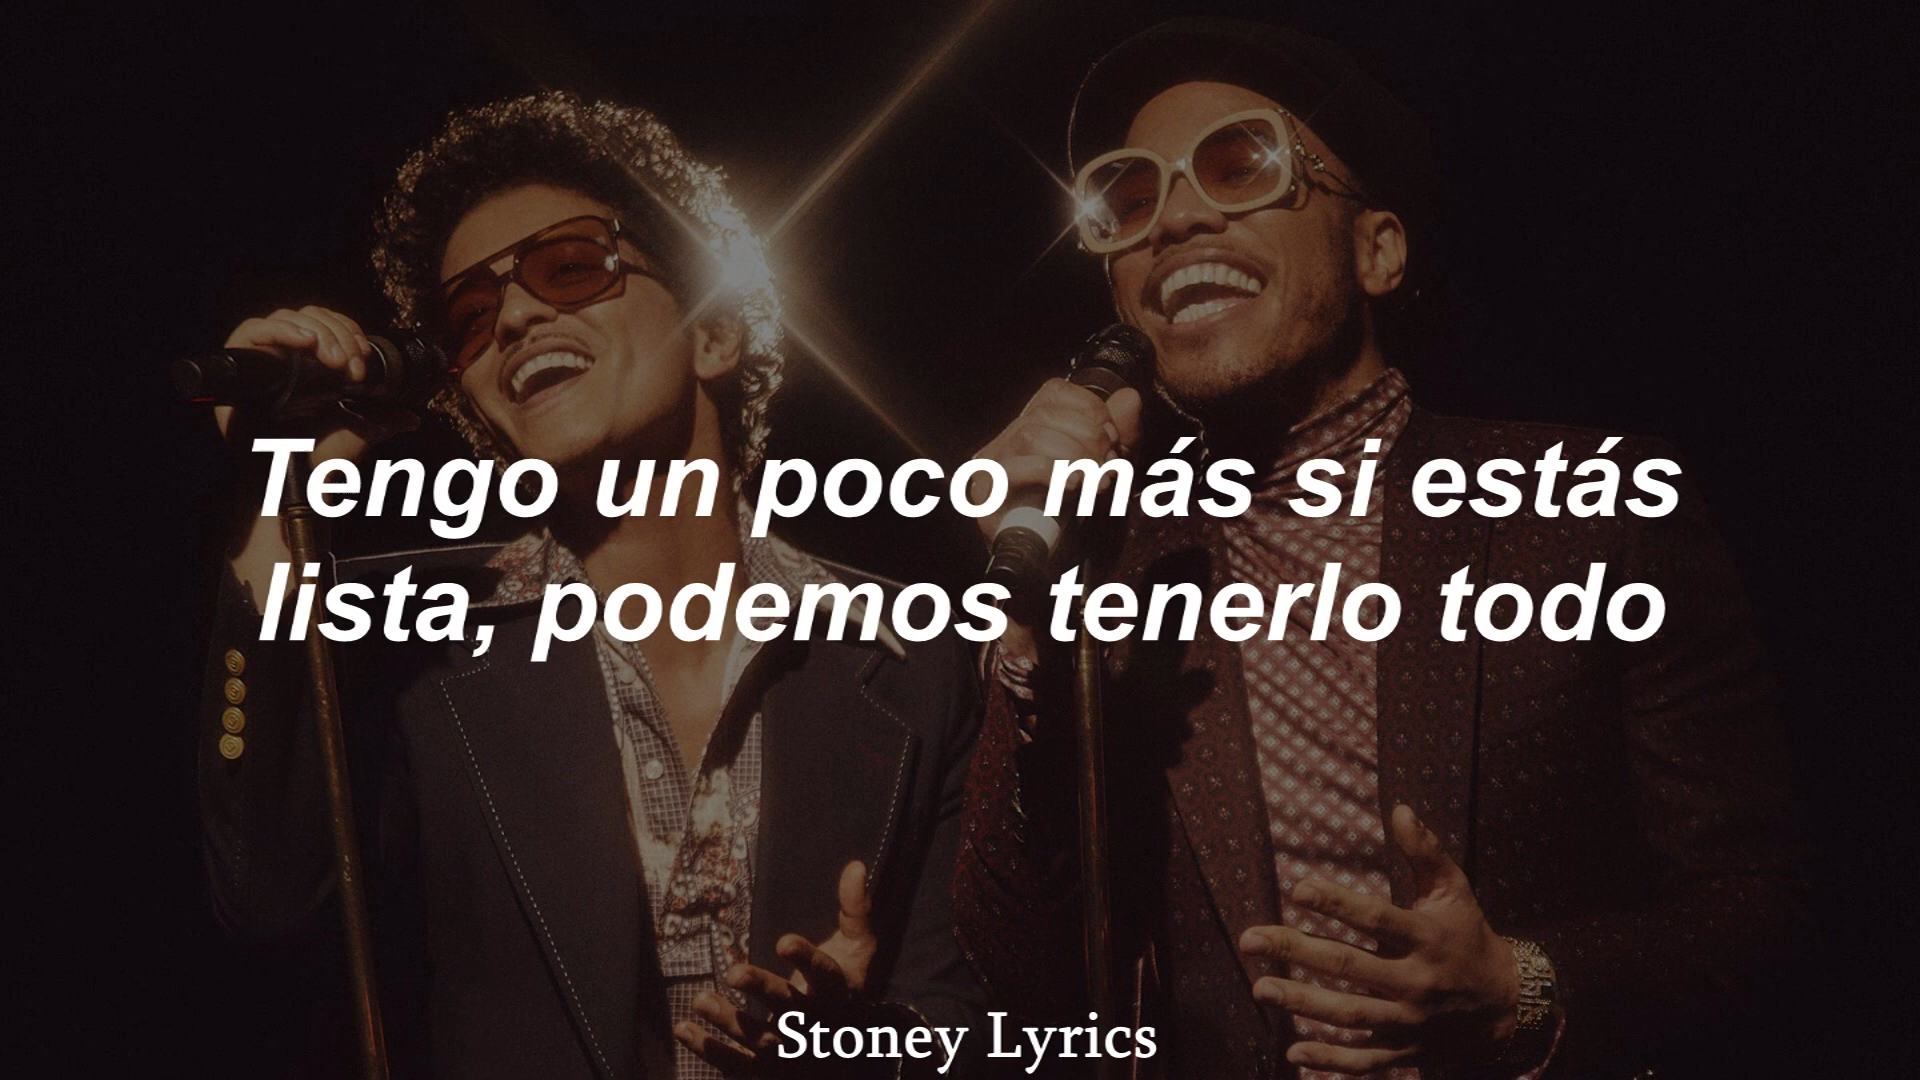 Tengo un poco más si estás
lista, podemos tenerlo todo
Stoney Lyrics